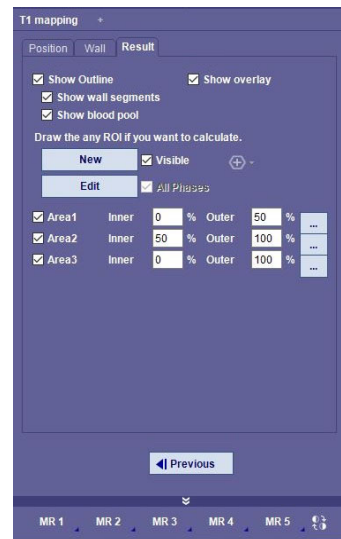 T1 mapping +
Position Wall Result
Show Outline Show overlay
Show wall segments
Show blood pool
Draw the any ROI if you want to calculate.
New Visible
Edit All Phases
Area1 Inner 0 % Outer 50 % ...
Area2 Inner 50 % Outer 100 % ...
Area3 Inner 0 % Outer 100 % ...
Previous
MR 1 MR 2 MR 3 MR 4 MR 5